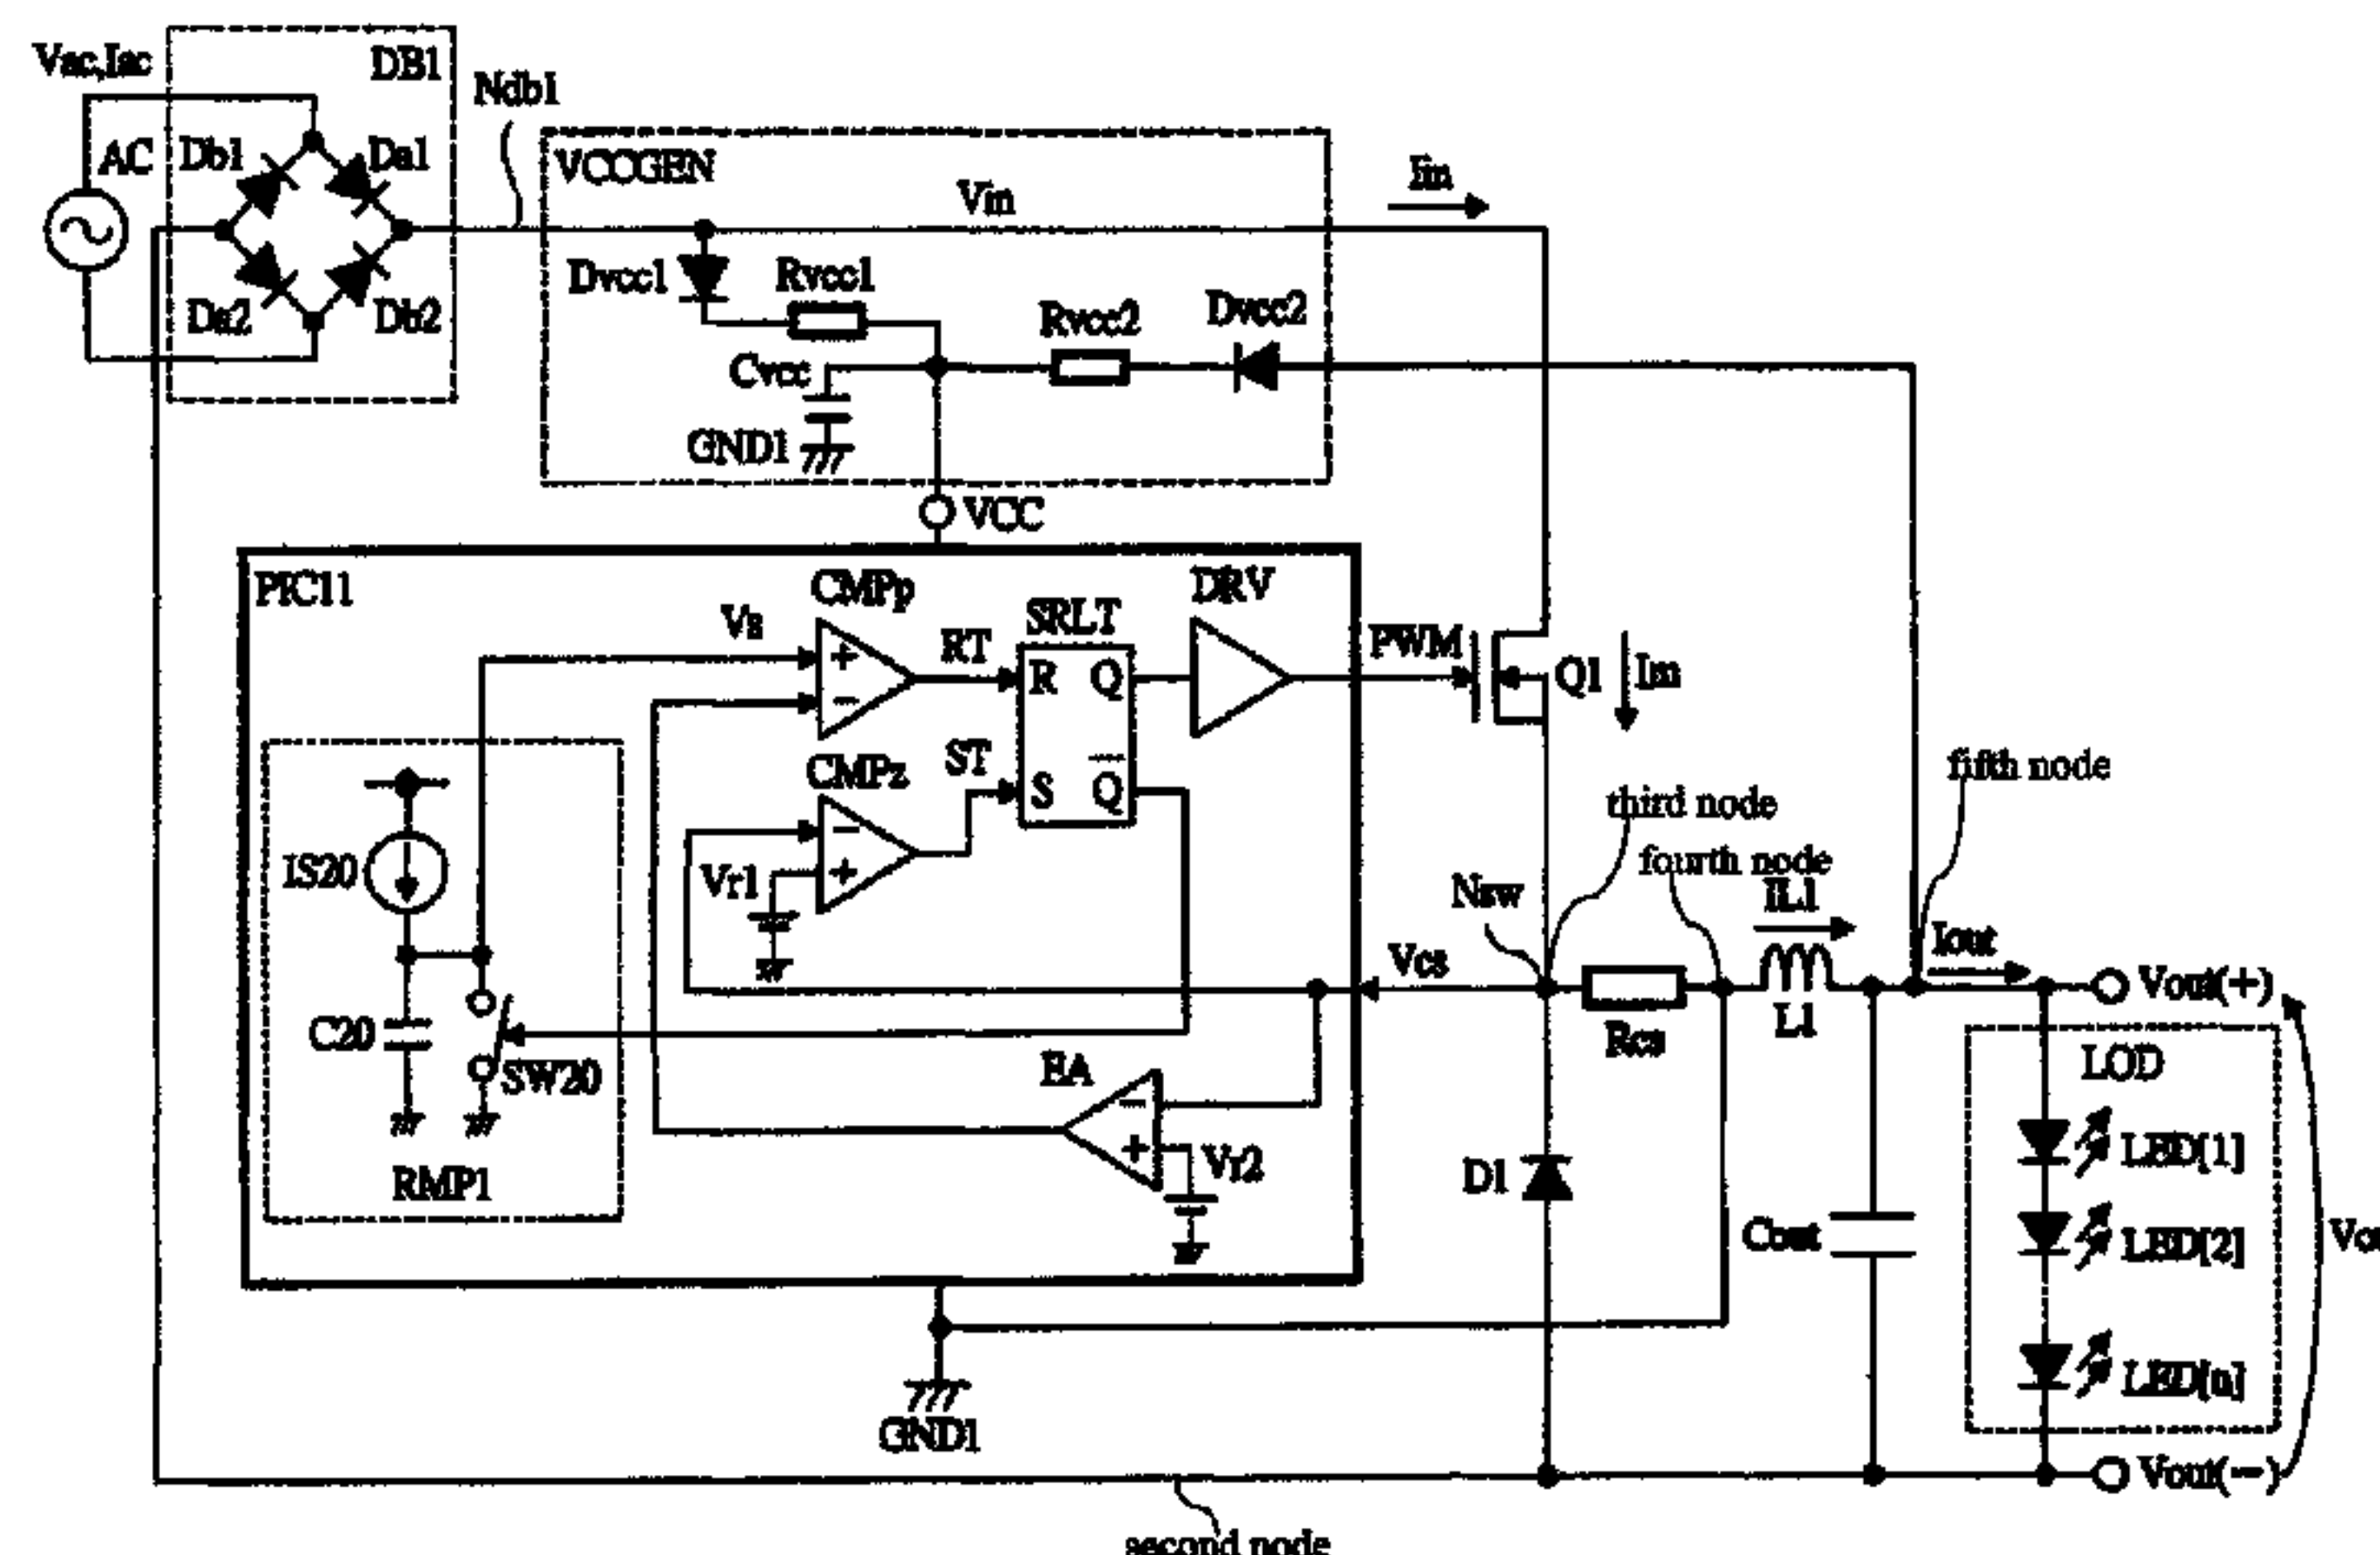 Vac,Iac
DB1
Ndb1
AC
Db1
Da1
Da2
Db2
VCCGEN
Vin
Iin
Dvcc1
Rvcc1
Rvcc2
Dvcc2
Cvcc
GND1
VCC
PIC11
CMPp
Vs
RT
SRLT
DRV
PWM
R
Q
Q1
Im
CMPz
ST
S
Q
IS20
Vr1
third node
fourth node
fifth node
Nsw
IL1
Iout
Vcs
Vout(+)
Rcs
L1
C20
SW20
EA
LOD
RMP1
Vr2
D1
Cout
LED[1]
LED[2]
LED[n]
GND1
Vout(−)
second node